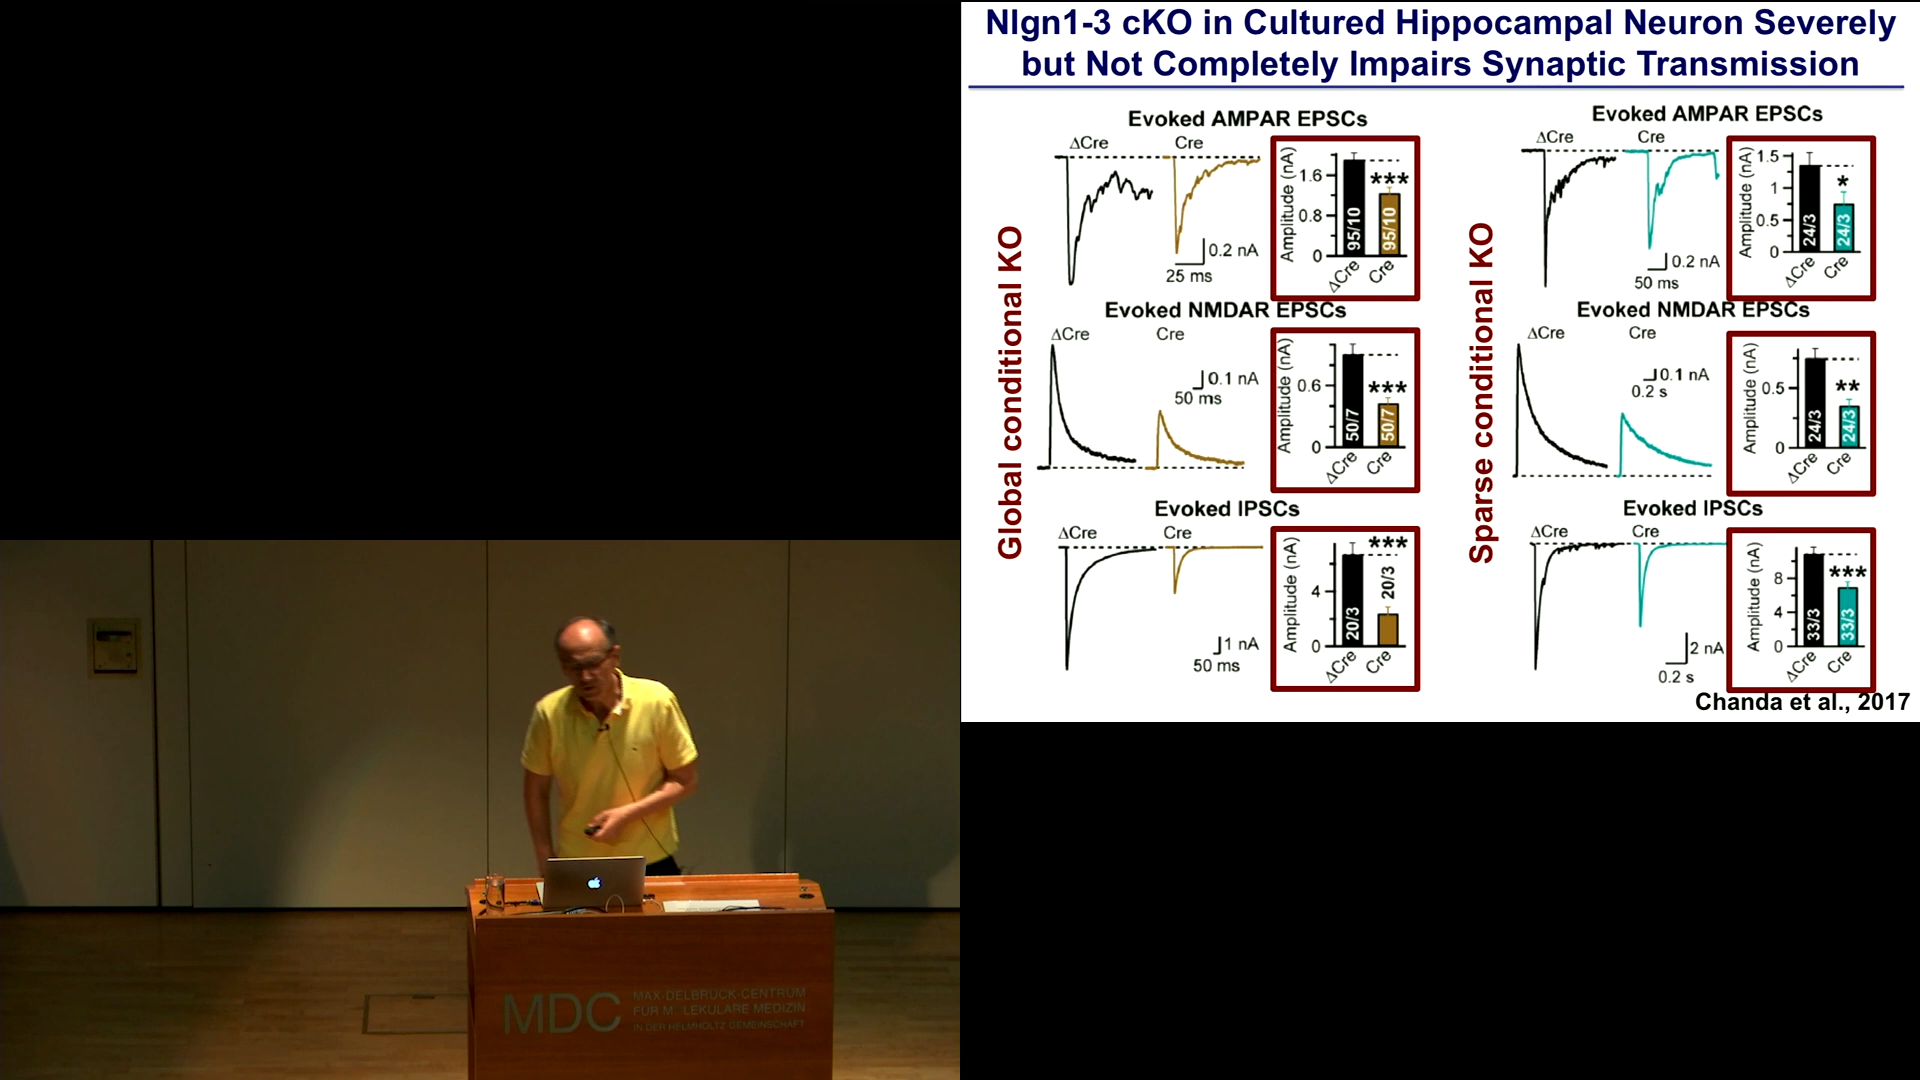 Nlgn1-3 cKO in Cultured Hippocampal Neuron Severely
but Not Completely Impairs Synaptic Transmission
Global conditional KO
Evoked AMPAR EPSCs
ΔCre
Cre
0.2 nA
25 ms
Amplitude (nA)
1.6
0.8
0
***
95/10
95/10
ΔCre
Cre
Evoked NMDAR EPSCs
ΔCre
Cre
0.1 nA
50 ms
Amplitude (nA)
0.6
0
***
50/7
50/7
ΔCre
Cre
Evoked IPSCs
ΔCre
Cre
1 nA
50 ms
Amplitude (nA)
4
0
***
20/3
20/3
ΔCre
Cre
Sparse conditional KO
Evoked AMPAR EPSCs
ΔCre
Cre
0.2 nA
50 ms
Amplitude (nA)
1.5
1
0.5
0
*
24/3
24/3
ΔCre
Cre
Evoked NMDAR EPSCs
ΔCre
Cre
0.1 nA
0.2 s
Amplitude (nA)
0.5
0
**
24/3
24/3
ΔCre
Cre
Evoked IPSCs
ΔCre
Cre
2 nA
0.2 s
Amplitude (nA)
8
4
0
***
33/3
33/3
ΔCre
Cre
Chanda et al., 2017
MDC
MAX-DELBRÜCK-CENTRUM
FÜR MOLEKULARE MEDIZIN
IN DER HELMHOLTZ GEMEINSCHAFT